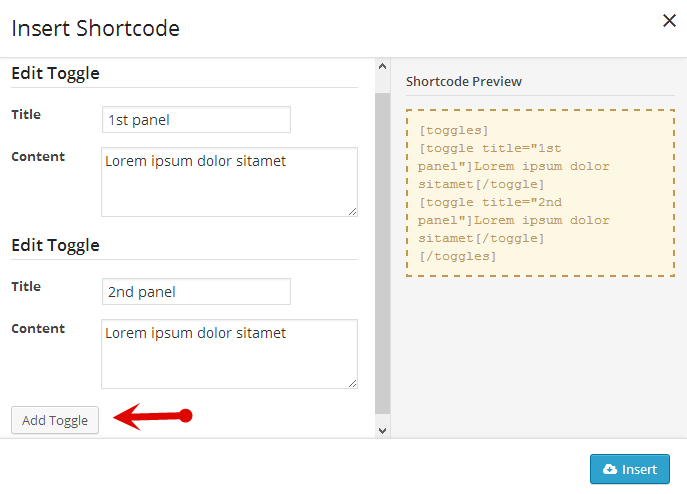 Insert Shortcode
Edit Toggle
Title
1st panel
Content
Lorem ipsum dolor sitamet
Edit Toggle
Title
2nd panel
Content
Lorem ipsum dolor sitamet
Add Toggle
Shortcode Preview
[toggles]
[toggle title="1st
panel"]Lorem ipsum dolor
sitamet[/toggle]
[toggle title="2nd
panel"]Lorem ipsum dolor
sitamet[/toggle]
[/toggles]
Insert